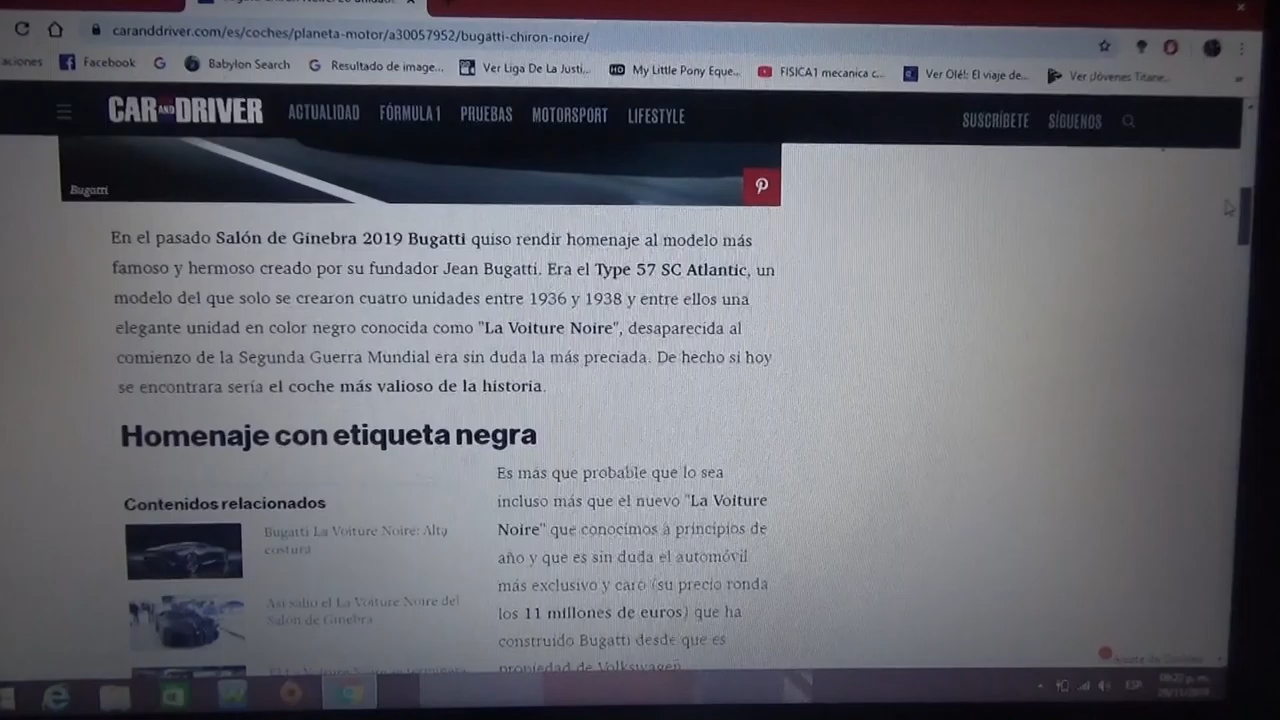 caranddriver.com/es/coches/planeta-motor/a30057952/bugatti-chiron-noire/
aciones Facebook Babylon Search Resultado de image... Ver Liga De La Justi... HD My Little Pony Eque... FISICA1 mecanica c... Ver Olé!: El viaje de... Ver ¡Jóvenes Titane...
CAR AND DRIVER ACTUALIDAD FÓRMULA 1 PRUEBAS MOTORSPORT LIFESTYLE SUSCRÍBETE SÍGUENOS
Bugatti
En el pasado Salón de Ginebra 2019 Bugatti quiso rendir homenaje al modelo más
famoso y hermoso creado por su fundador Jean Bugatti. Era el Type 57 SC Atlantic, un
modelo del que solo se crearon cuatro unidades entre 1936 y 1938 y entre ellos una
elegante unidad en color negro conocida como "La Voiture Noire", desaparecida al
comienzo de la Segunda Guerra Mundial era sin duda la más preciada. De hecho si hoy
se encontrara sería el coche más valioso de la historia.
Homenaje con etiqueta negra
Contenidos relacionados
Bugatti La Voiture Noire: Alta
costura
Así salió el La Voiture Noire del
Salón de Ginebra
Es más que probable que lo sea
incluso más que el nuevo "La Voiture
Noire" que conocimos a principios de
año y que es sin duda el automóvil
más exclusivo y caro (su precio ronda
los 11 millones de euros) que ha
construido Bugatti desde que es
propiedad de Volkswagen
ESP